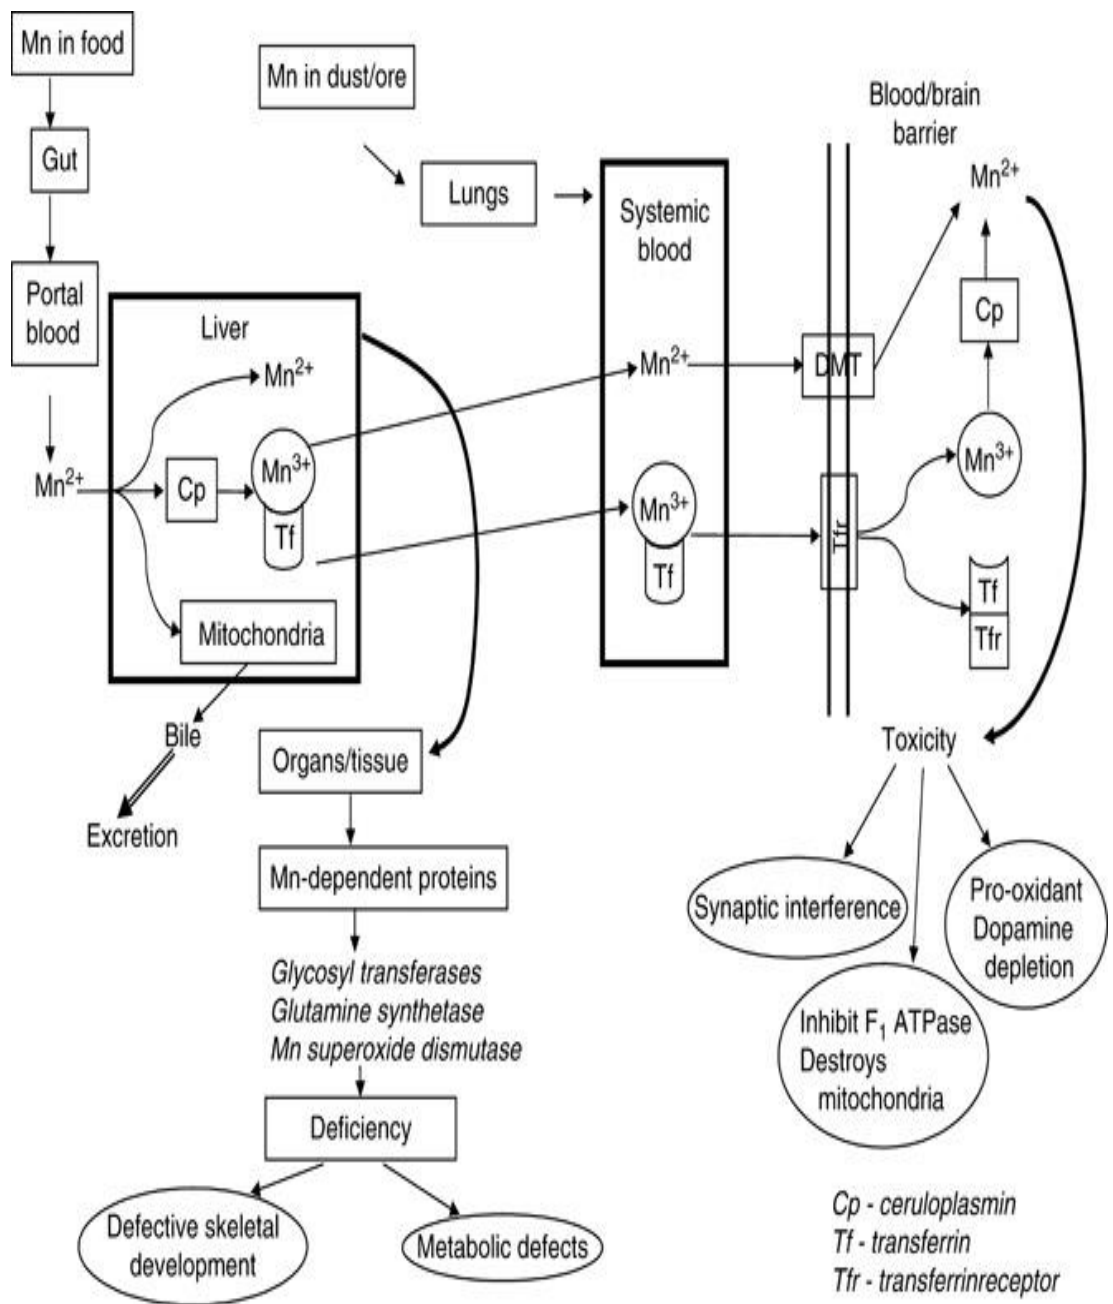 Mn in food
Mn in dust/ore
Blood/brain
barrier
Gut
Lungs
Mn²⁺
Systemic
blood
Portal
blood
Liver
Cp
Mn²⁺
Mn²⁺
DMT
Mn²⁺
Cp
Mn³⁺
Tf
Mn³⁺
Tf
Tfr
Mn³⁺
Tf
Tfr
Mitochondria
Bile
Excretion
Organs/tissue
Toxicity
Mn-dependent proteins
Synaptic interference
Pro-oxidant
Dopamine
depletion
Glycosyl transferases
Glutamine synthetase
Mn superoxide dismutase
Inhibit F₁ ATPase
Destroys
mitochondria
Deficiency
Defective skeletal
development
Metabolic defects
Cp - ceruloplasmin
Tf - transferrin
Tfr - transferrinreceptor